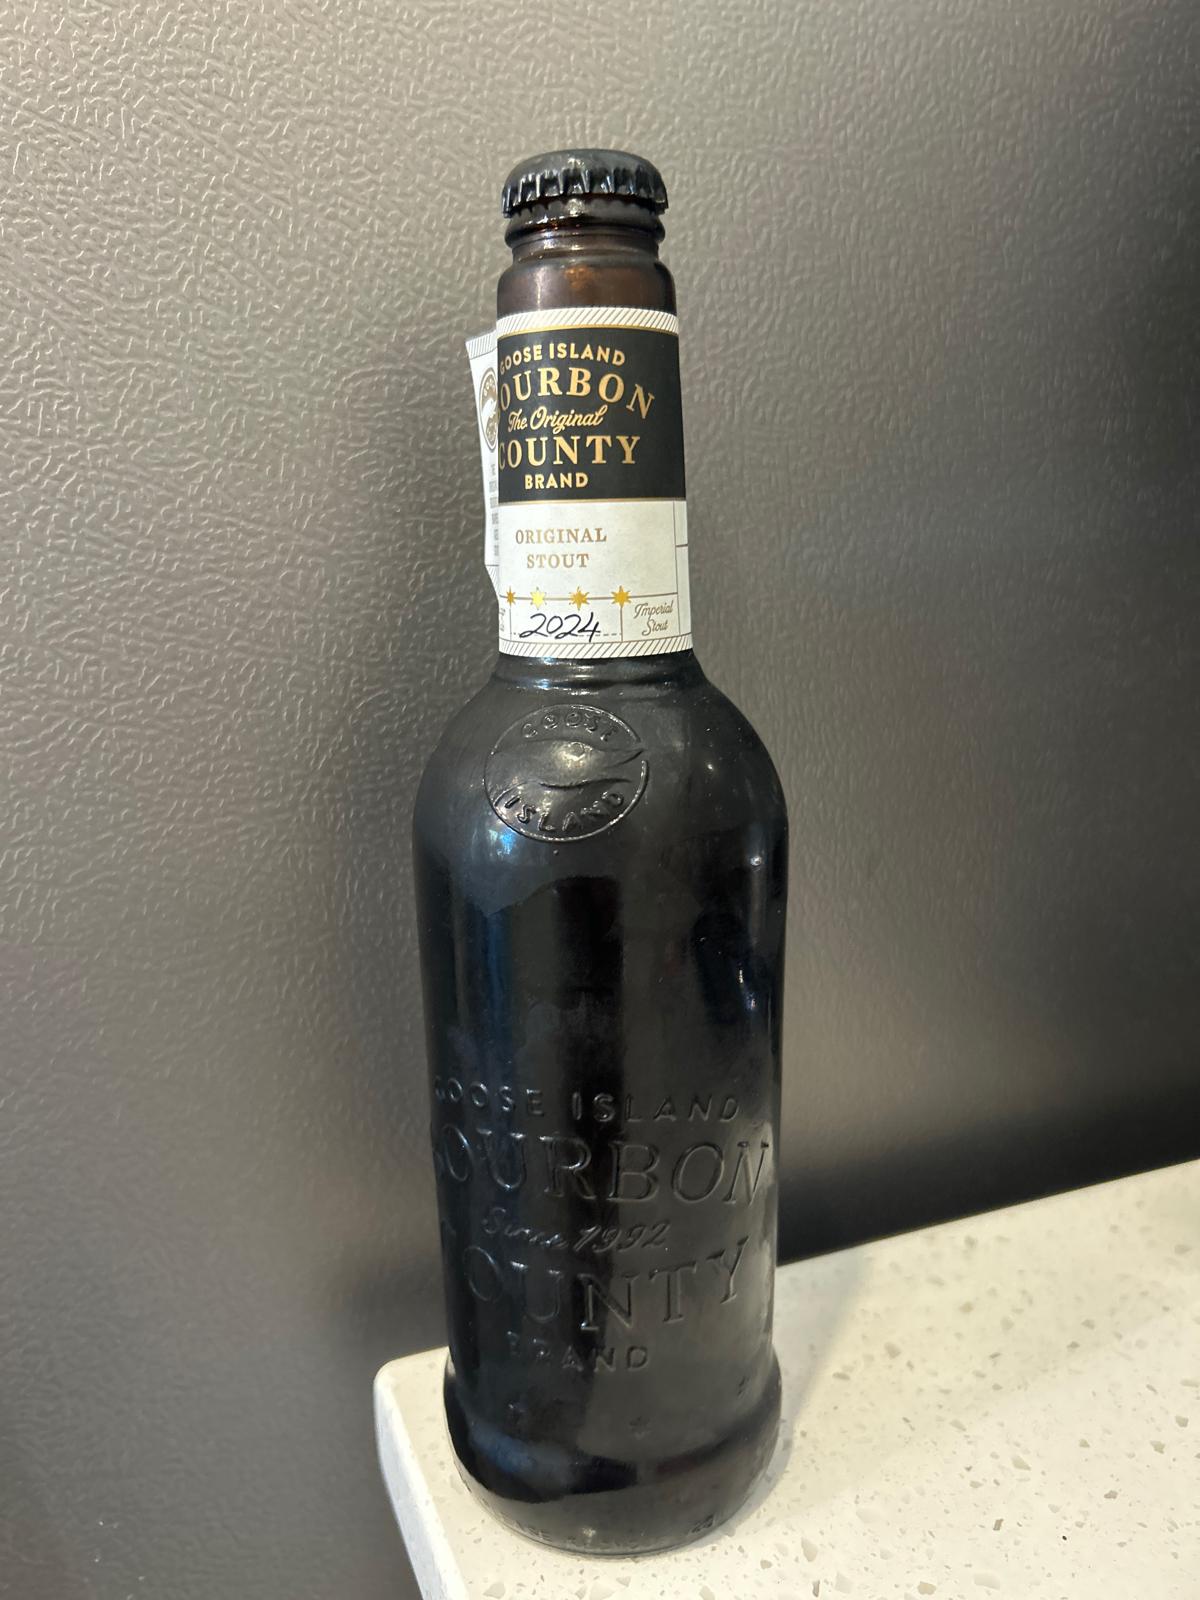 GOOSE ISLAND
BOURBON
The Original
COUNTY
BRAND
ORIGINAL
STOUT
2024
Imperial
Stout
GOOSE
ISLAND
GOOSE ISLAND
BOURBON
Since 1992
COUNTY
BRAND